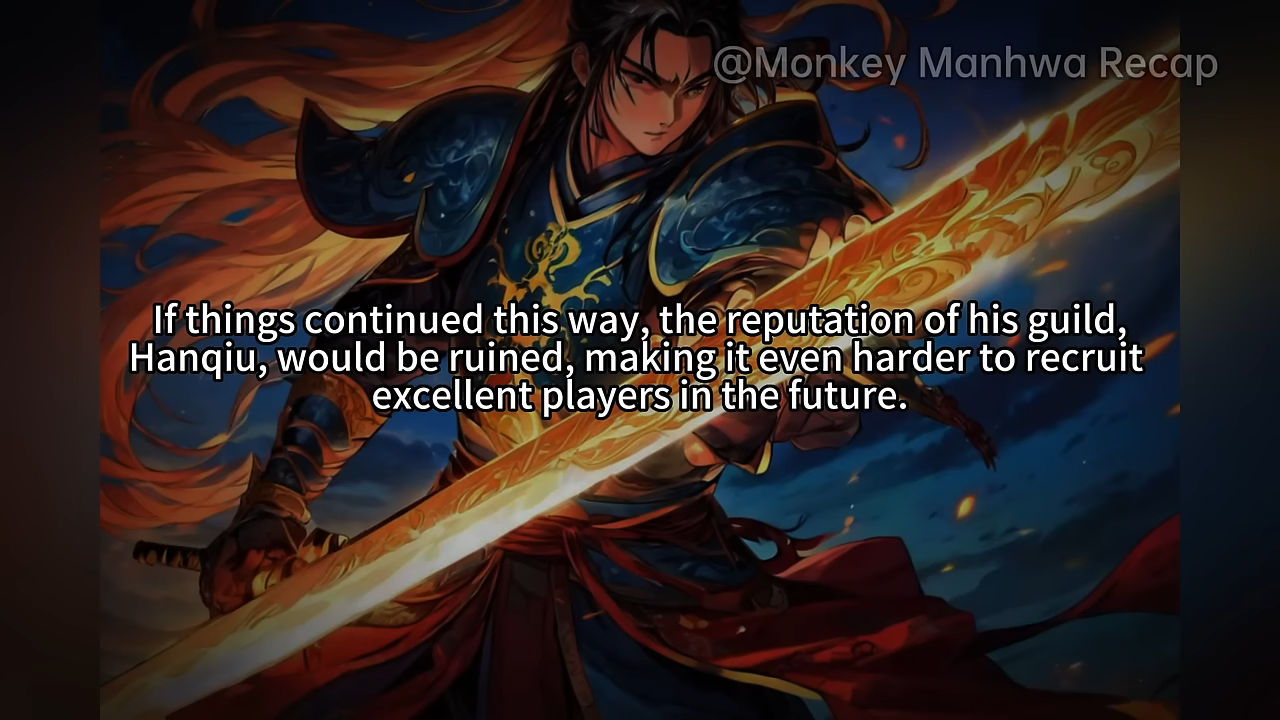 @Monkey Manhwa Recap
If things continued this way, the reputation of his guild,
Hanqiu, would be ruined, making it even harder to recruit
excellent players in the future.